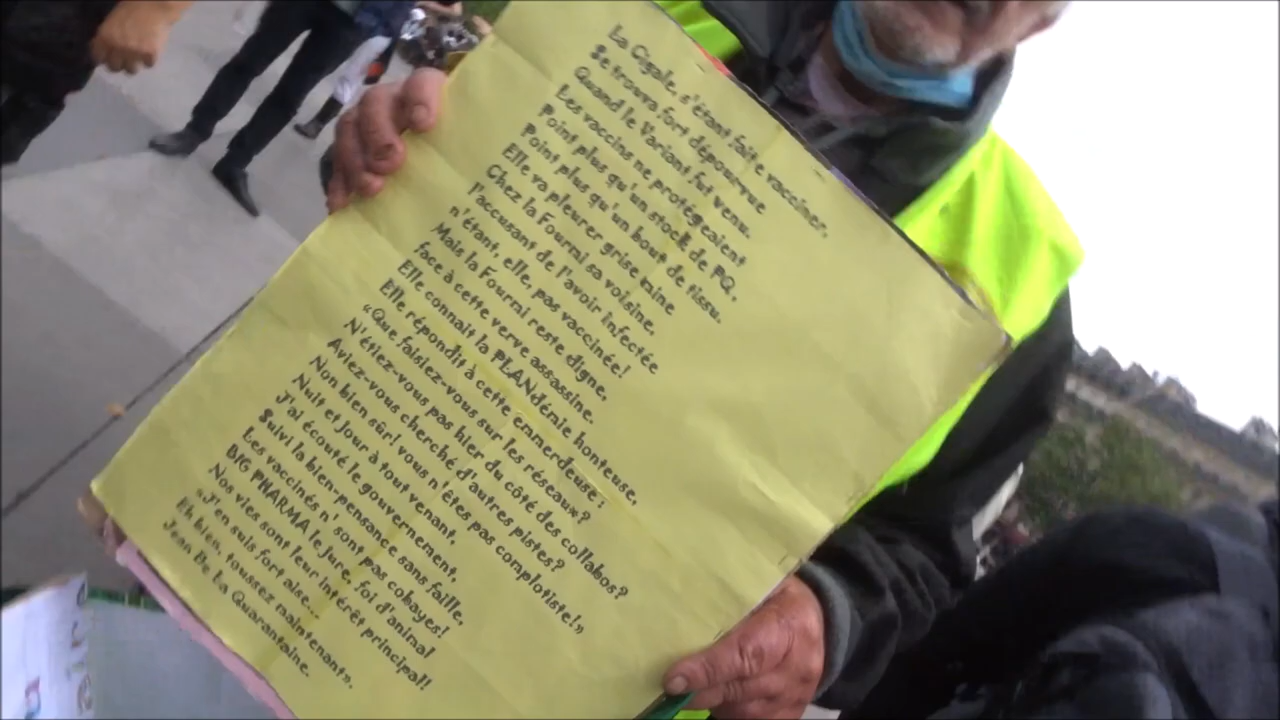 La Cigale, s'étant faite vacciner,
Se trouva fort dépourvue
Quand le Variant fut venu.
Les vaccins ne protégeaient
Point plus qu'un stock de PQ,
Point plus qu'un bout de tissu.
Elle va pleurer grise mine
Chez la Fourmi sa voisine,
l'accusant de l'avoir infectée
n'étant, elle, pas vaccinée!
Mais la Fourmi reste digne,
face à cette verve assassine.
Elle connait la PLANdémie honteuse,
Elle répondit à cette emmerdeuse:
«Que faisiez-vous sur les réseaux?
N'étiez-vous pas hier du côté des collabos?
Aviez-vous cherché d'autres pistes?
Non bien sûr! vous n'êtes pas complotiste!»
Nuit et jour à tout venant,
J'ai écouté le gouvernement,
Suivi la bien-pensance sans faille,
Les vaccinés n'sont pas cobayes!
BIG PHARMA le jure, foi d'animal
Nos vies sont leur intérêt principal!
«J'en suis fort aise...
Eh bien, toussez maintenant».
Jean De La Quarantaine.